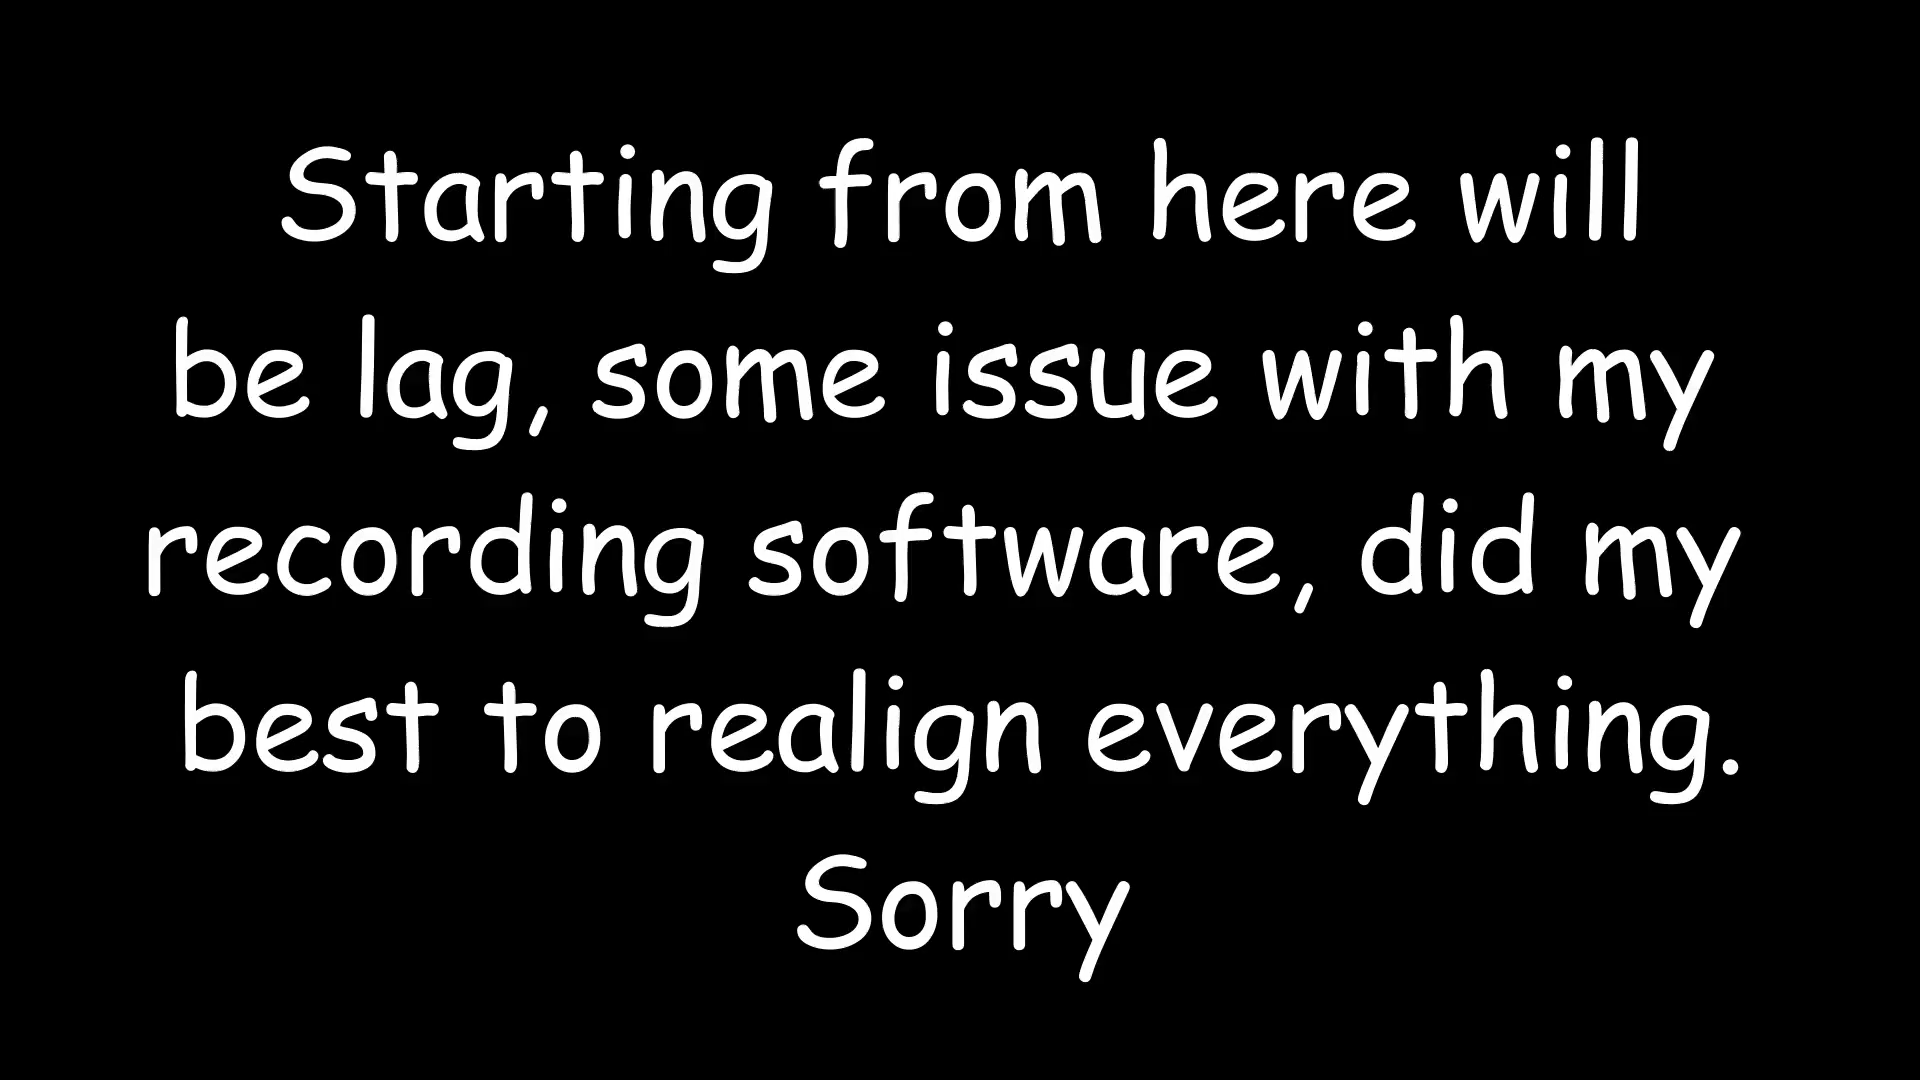 Starting from here will
be lag, some issue with my
recording software, did my
best to realign everything.
Sorry